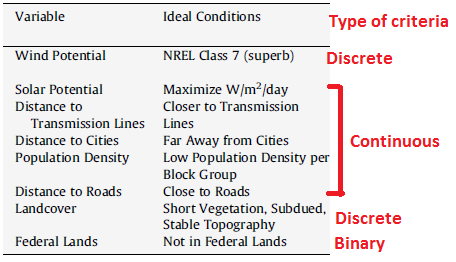 Variable Ideal Conditions Type of criteria
Wind Potential NREL Class 7 (superb) Discrete
Solar Potential Maximize W/m²/day
Distance to Closer to Transmission
Transmission Lines Lines
Distance to Cities Far Away from Cities Continuous
Population Density Low Population Density per
Block Group
Distance to Roads Close to Roads
Landcover Short Vegetation, Subdued, Discrete
Stable Topography
Federal Lands Not in Federal Lands Binary